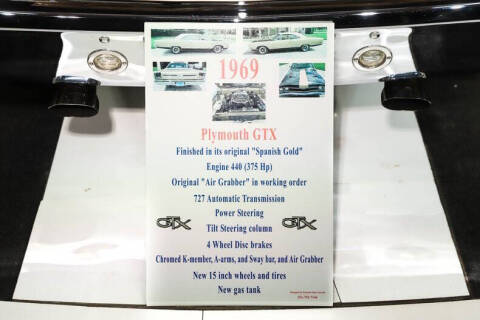 1969
Plymouth GTX
Finished in its original "Spanish Gold"
Engine 440 (375 Hp)
Original "Air Grabber" in working order
727 Automatic Transmission
Power Steering
GTX
GTX
Tilt Steering column
4 Wheel Disc brakes
Chromed K-member, A-arms, and Sway bar, and Air Grabber
New 15 inch wheels and tires
New gas tank